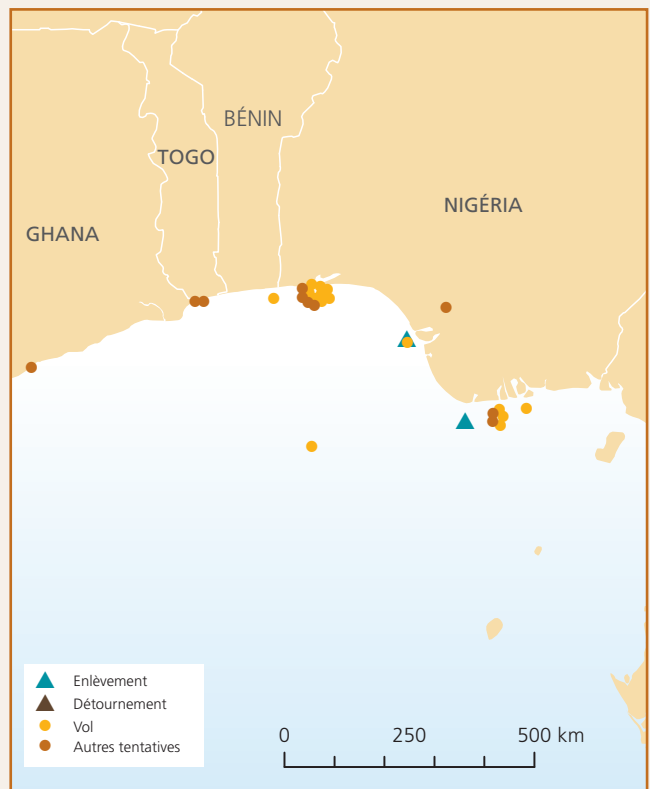 BÉNIN
TOGO
NIGÉRIA
GHANA
Enlèvement
Détournement
Vol
Autres tentatives
0 250 500 km